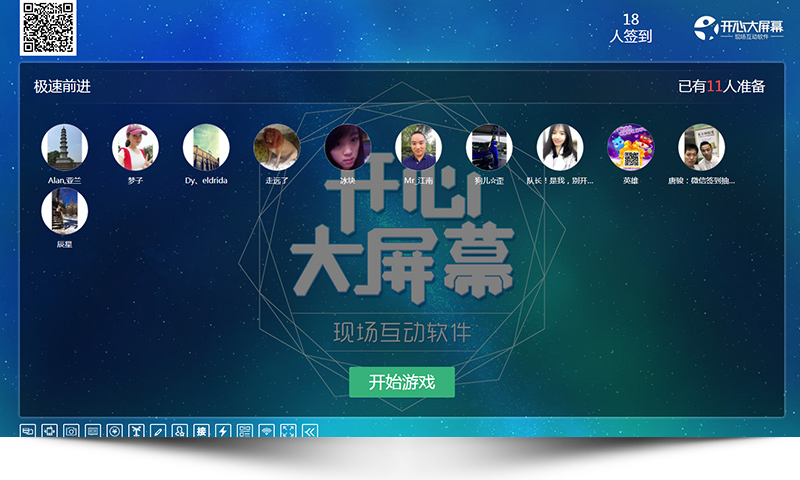 18
人签到
开心大屏幕
现场互动软件
极速前进
已有11人准备
Alan,亚兰
梦子
Dy、eldrida
走远了
冰块
Mr_江南
狗儿☆歪
队长！是我，别开...
英雄
唐骏：微信签到抽...
辰星
开心
大屏幕
现场互动软件
开始游戏
接